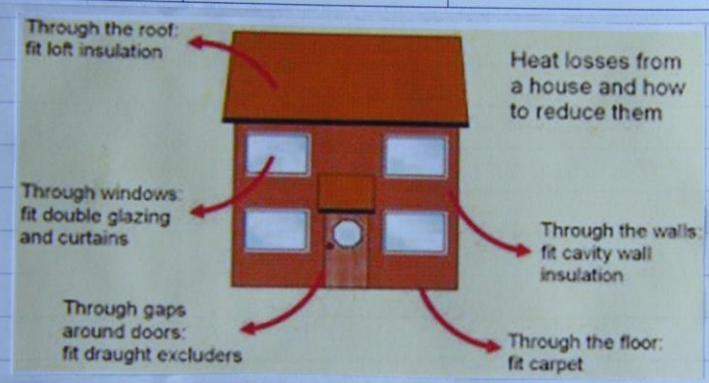 Through the roof:
fit loft insulation
Heat losses from
a house and how
to reduce them
Through windows:
fit double glazing
and curtains
Through the walls:
fit cavity wall
insulation
Through gaps
around doors:
fit draught excluders
Through the floor:
fit carpet